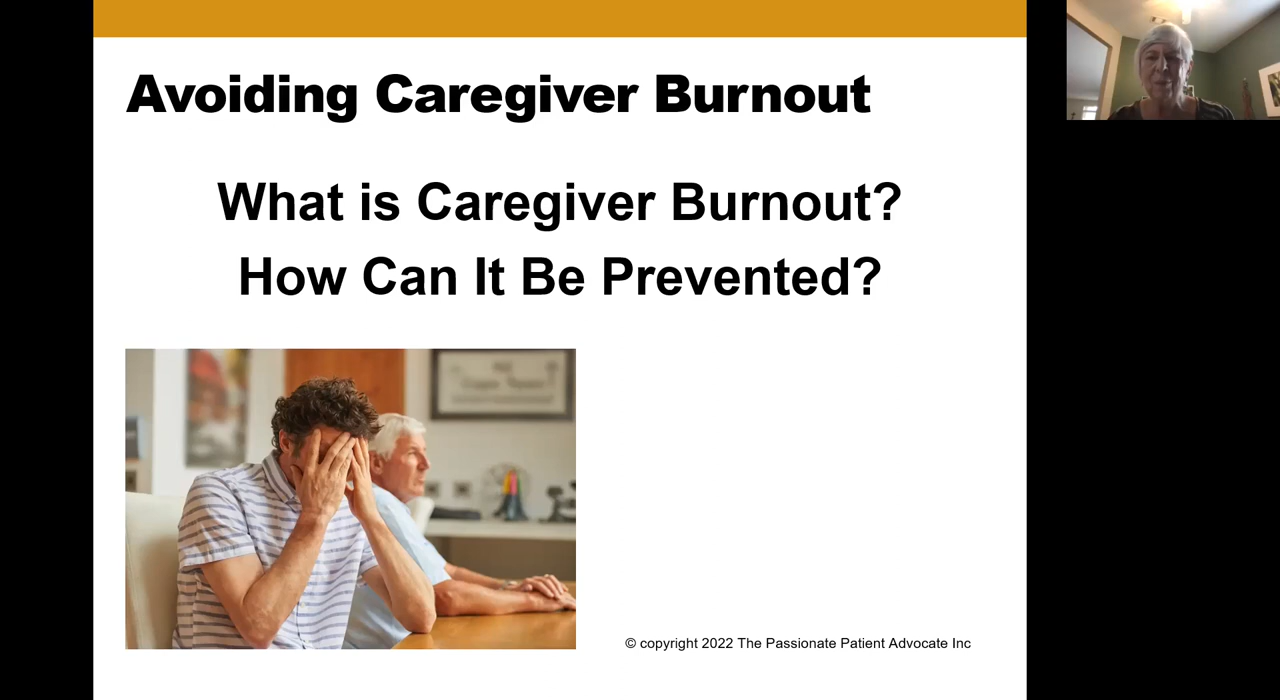 Avoiding Caregiver Burnout
What is Caregiver Burnout?
How Can It Be Prevented?
© copyright 2022 The Passionate Patient Advocate Inc